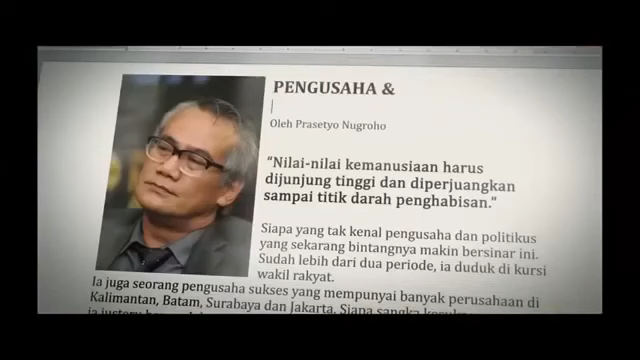 PENGUSAHA &
Oleh Prasetyo Nugroho
“Nilai-nilai kemanusiaan harus
dijunjung tinggi dan diperjuangkan
sampai titik darah penghabisan.”
Siapa yang tak kenal pengusaha dan politikus
yang sekarang bintangnya makin bersinar ini.
Sudah lebih dari dua periode, ia duduk di kursi
wakil rakyat.
Ia juga seorang pengusaha sukses yang mempunyai banyak perusahaan di
Kalimantan, Batam, Surabaya dan Jakarta. Siapa sangka